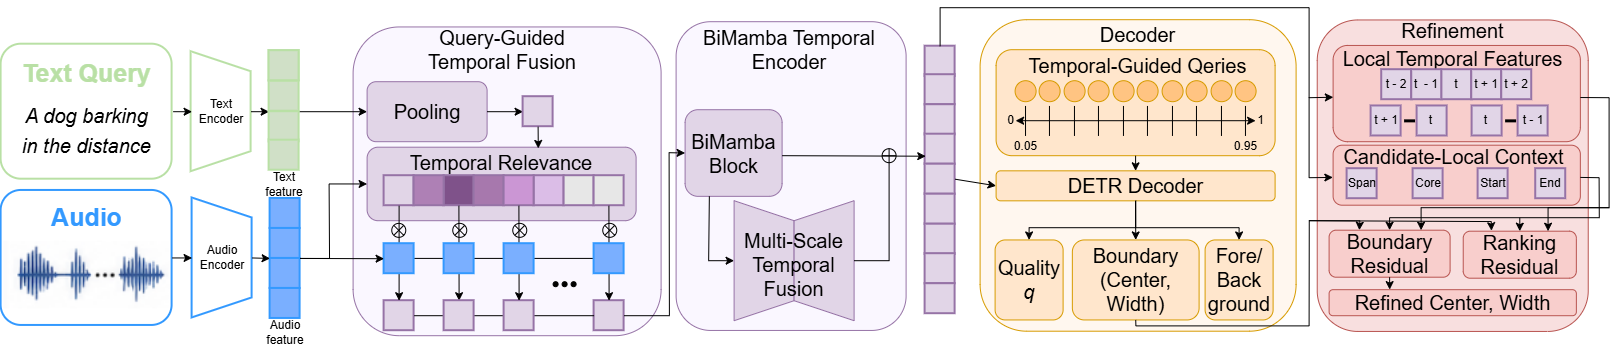 Text Query
A dog barking
in the distance
Text
Encoder
Text
feature
Audio
Audio
Encoder
Audio
feature
Query-Guided
Temporal Fusion
Pooling
Temporal Relevance
BiMamba Temporal
Encoder
BiMamba
Block
Multi-Scale
Temporal
Fusion
Decoder
Temporal-Guided Qeries
0
1
0.05
0.95
DETR Decoder
Quality
q
Boundary
(Center,
Width)
Fore/
Back
ground
Refinement
Local Temporal Features
t - 2 t - 1 t t + 1 t + 2
t + 1 t t t - 1
Candidate-Local Context
Span Core Start End
Boundary
Residual
Ranking
Residual
Refined Center, Width